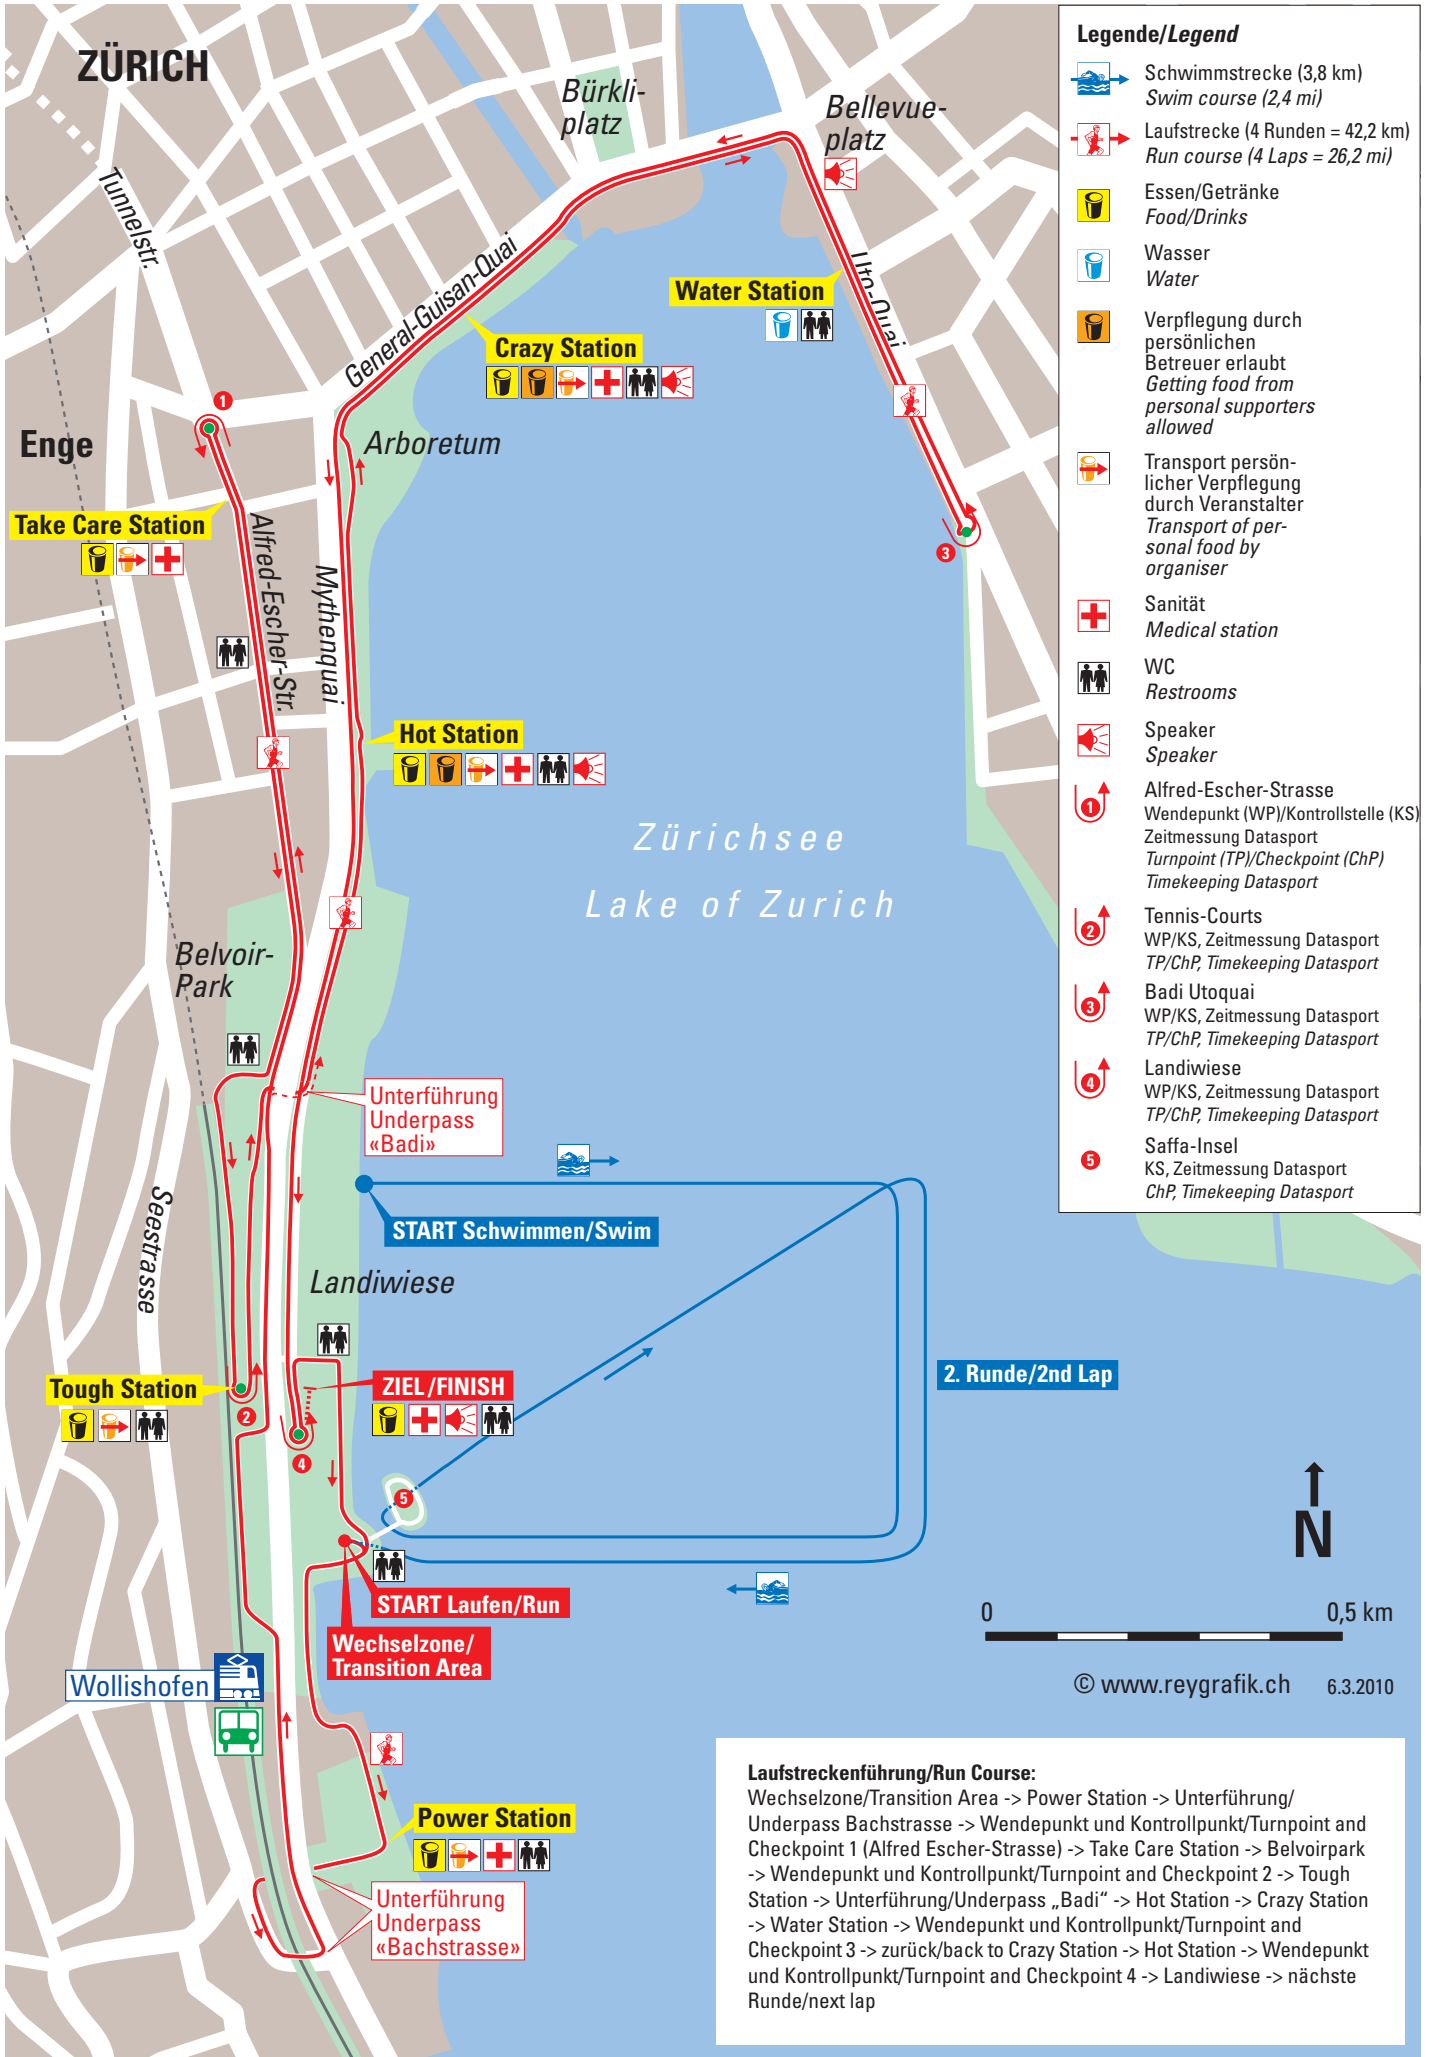 ZÜRICH
Bürkli-
platz
Bellevue-
platz
Tunnelstr.
General-Guisan-Quai
Uto-Quai
Water Station
Crazy Station
1
Enge
Arboretum
Take Care Station
Alfred-Escher-Str.
Mythenquai
3
Hot Station
Zürichsee
Lake of Zurich
Belvoir-
Park
Unterführung
Underpass
«Badi»
Seestrasse
START Schwimmen/Swim
Landiwiese
Tough Station
2
ZIEL/FINISH
4
5
2. Runde/2nd Lap
START Laufen/Run
Wechselzone/
Transition Area
Wollishofen
Power Station
Unterführung
Underpass
«Bachstrasse»
N
0
0,5 km
© www.reygrafik.ch
6.3.2010
Legende/Legend
Schwimmstrecke (3,8 km)
Swim course (2,4 mi)
Laufstrecke (4 Runden = 42,2 km)
Run course (4 Laps = 26,2 mi)
Essen/Getränke
Food/Drinks
Wasser
Water
Verpflegung durch
persönlichen
Betreuer erlaubt
Getting food from
personal supporters
allowed
Transport persön-
licher Verpflegung
durch Veranstalter
Transport of per-
sonal food by
organiser
Sanität
Medical station
WC
Restrooms
Speaker
Speaker
1
Alfred-Escher-Strasse
Wendepunkt (WP)/Kontrollstelle (KS)
Zeitmessung Datasport
Turnpoint (TP)/Checkpoint (ChP)
Timekeeping Datasport
2
Tennis-Courts
WP/KS, Zeitmessung Datasport
TP/ChP, Timekeeping Datasport
3
Badi Utoquai
WP/KS, Zeitmessung Datasport
TP/ChP, Timekeeping Datasport
4
Landiwiese
WP/KS, Zeitmessung Datasport
TP/ChP, Timekeeping Datasport
5
Saffa-Insel
KS, Zeitmessung Datasport
ChP, Timekeeping Datasport
Laufstreckenführung/Run Course:
Wechselzone/Transition Area -> Power Station -> Unterführung/
Underpass Bachstrasse -> Wendepunkt und Kontrollpunkt/Turnpoint and
Checkpoint 1 (Alfred Escher-Strasse) -> Take Care Station -> Belvoirpark
-> Wendepunkt und Kontrollpunkt/Turnpoint and Checkpoint 2 -> Tough
Station -> Unterführung/Underpass „Badi“ -> Hot Station -> Crazy Station
-> Water Station -> Wendepunkt und Kontrollpunkt/Turnpoint and
Checkpoint 3 -> zurück/back to Crazy Station -> Hot Station -> Wendepunkt
und Kontrollpunkt/Turnpoint and Checkpoint 4 -> Landiwiese -> nächste
Runde/next lap